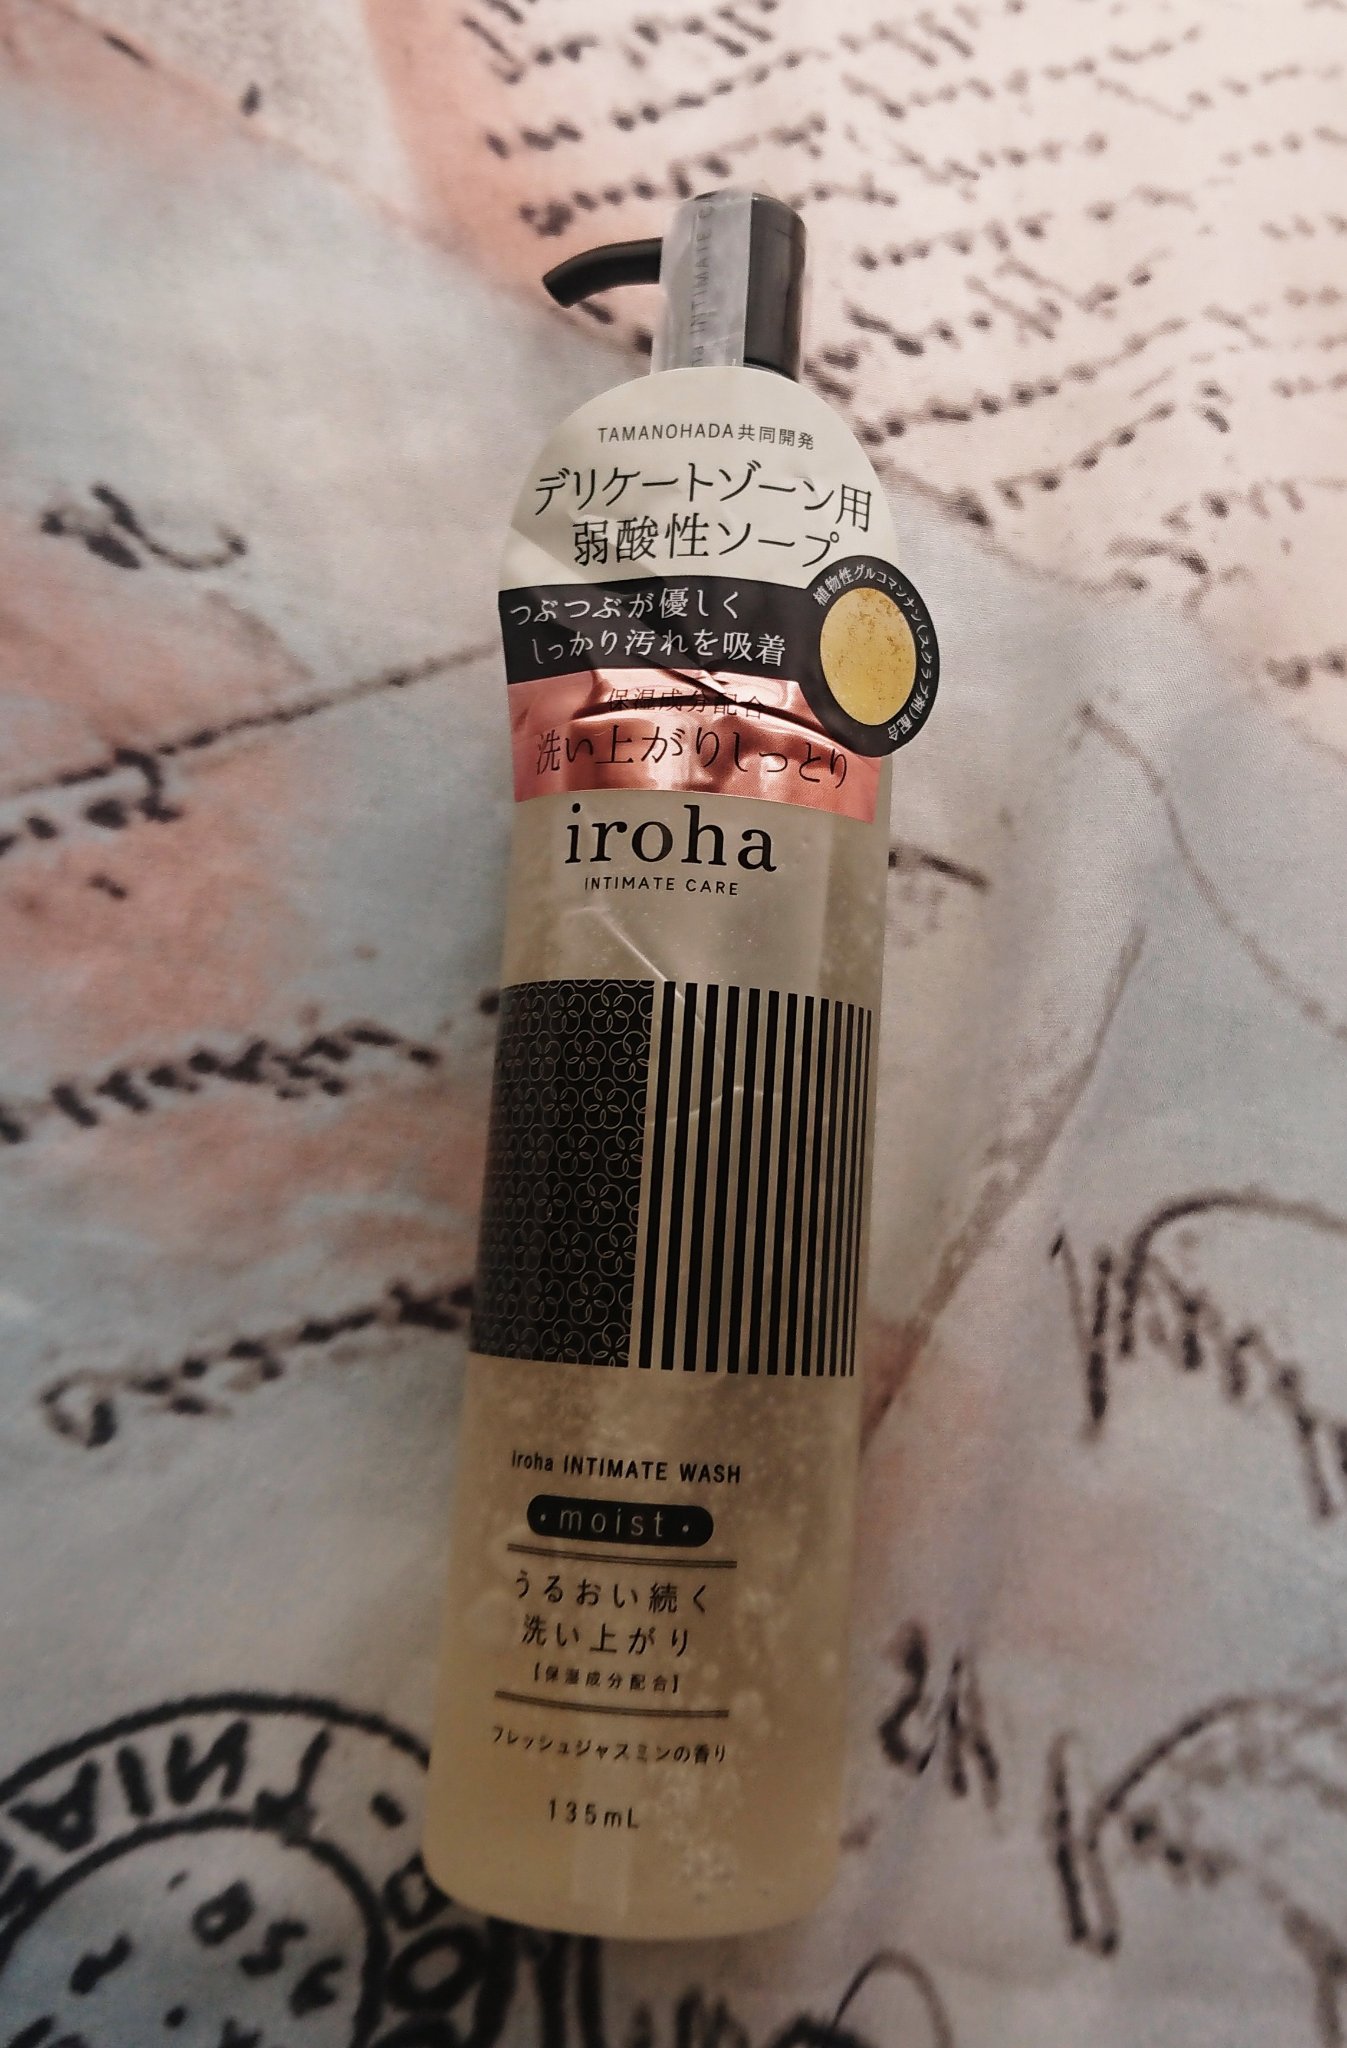 INTIMATE C
TAMANOHADA共同開発
デリケートゾーン用
弱酸性ソープ
つぶつぶが優しく
しっかり汚れを吸着
植物性グルコマンナン(スクラブ剤)配合
保湿成分配合
洗い上がりしっとり
iroha
INTIMATE CARE
iroha INTIMATE WASH
・moist・
うるおい続く
洗い上がり
【保湿成分配合】
フレッシュジャスミンの香り
135mL